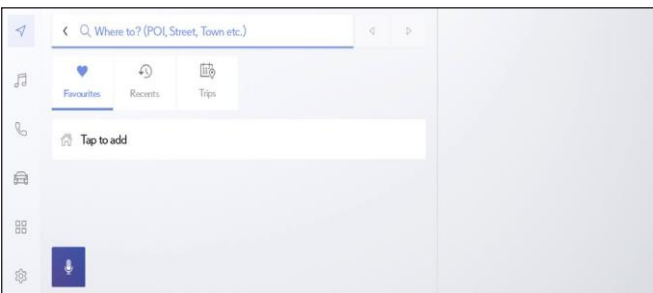 Where to? (POI, Street, Town etc.)
Favourites Recents Trips
Tap to add